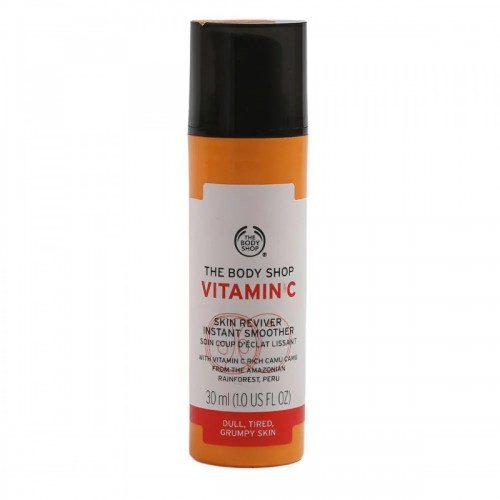 THE
BODY
SHOP
®
THE BODY SHOP
VITAMIN C
SKIN REVIVER
INSTANT SMOOTHER
SOIN COUP D'ÉCLAT LISSANT
WITH VITAMIN C RICH CAMU CAMU
FROM THE AMAZONIAN
RAINFOREST, PERU
30 ml (1.0 US FL OZ)
DULL, TIRED,
GRUMPY SKIN